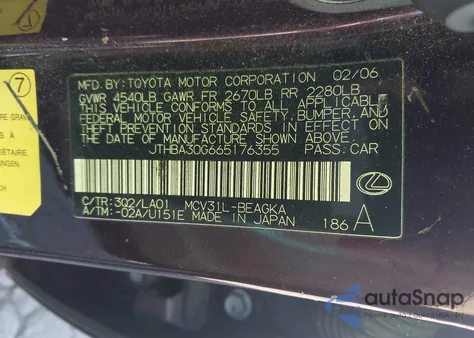 MFD. BY: TOYOTA MOTOR CORPORATION 02/06
GVWR 4540LB GAWR FR 2670LB RR 2280LB
THIS VEHICLE CONFORMS TO ALL APPLICABLE
FEDERAL MOTOR VEHICLE SAFETY, BUMPER, AND
THEFT PREVENTION STANDARDS IN EFFECT ON
THE DATE OF MANUFACTURE SHOWN ABOVE.
JTHBA30G665176355 PASS.CAR
C/TR: 3Q2/LA01 MCV31L-BEAGKA
A/TM: -02A/U151E MADE IN JAPAN
186 A
7
autoSnap